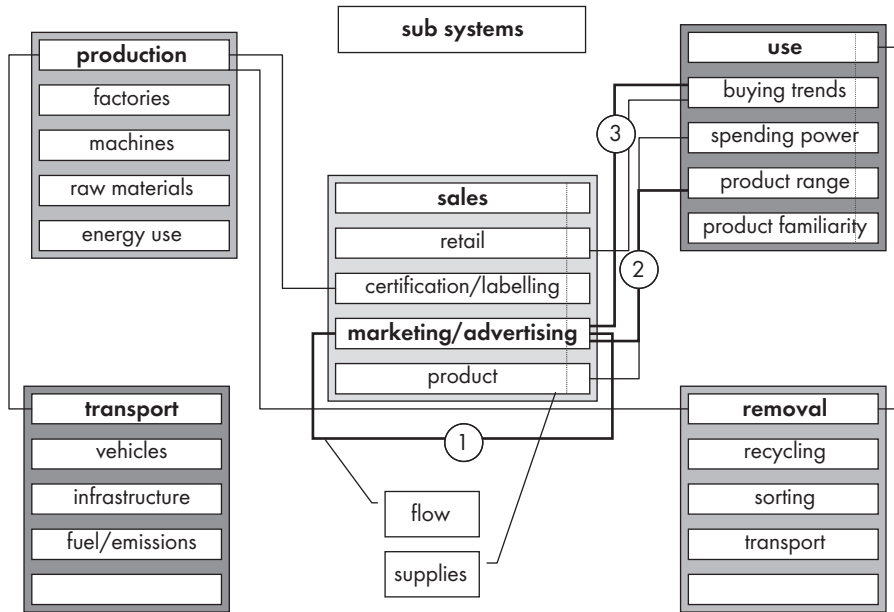 sub systems
production
factories
machines
raw materials
energy use
use
buying trends
spending power
product range
product familiarity
3
2
sales
retail
certification/labelling
marketing/advertising
product
1
transport
vehicles
infrastructure
fuel/emissions
flow
supplies
removal
recycling
sorting
transport